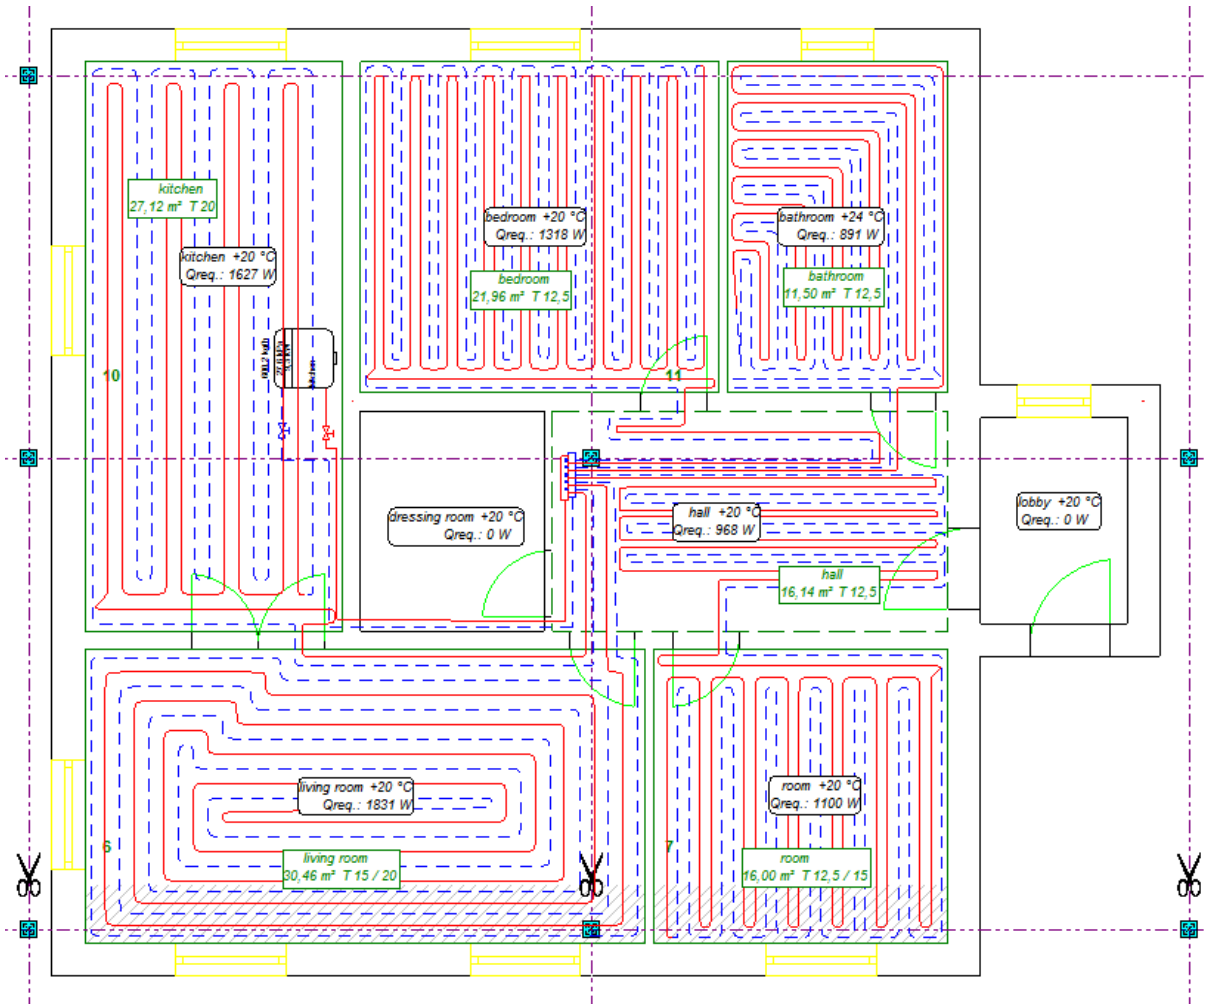 kitchen
27,12 m² T 20
kitchen +20 °C
Qreq.: 1627 W
bedroom +20 °C
Qreq.: 1318 W
bedroom
21,96 m² T 12,5
bathroom +24 °C
Qreq.: 891 W
bathroom
11,50 m² T 12,5
kitchen
10
11
dressing room +20 °C
Qreq.: 0 W
hall +20 °C
Qreq.: 968 W
lobby +20 °C
Qreq.: 0 W
hall
16,14 m² T 12,5
living room +20 °C
Qreq.: 1831 W
room +20 °C
Qreq.: 1100 W
6
living room
30,46 m² T 15 / 20
7
room
16,00 m² T 12,5 / 15